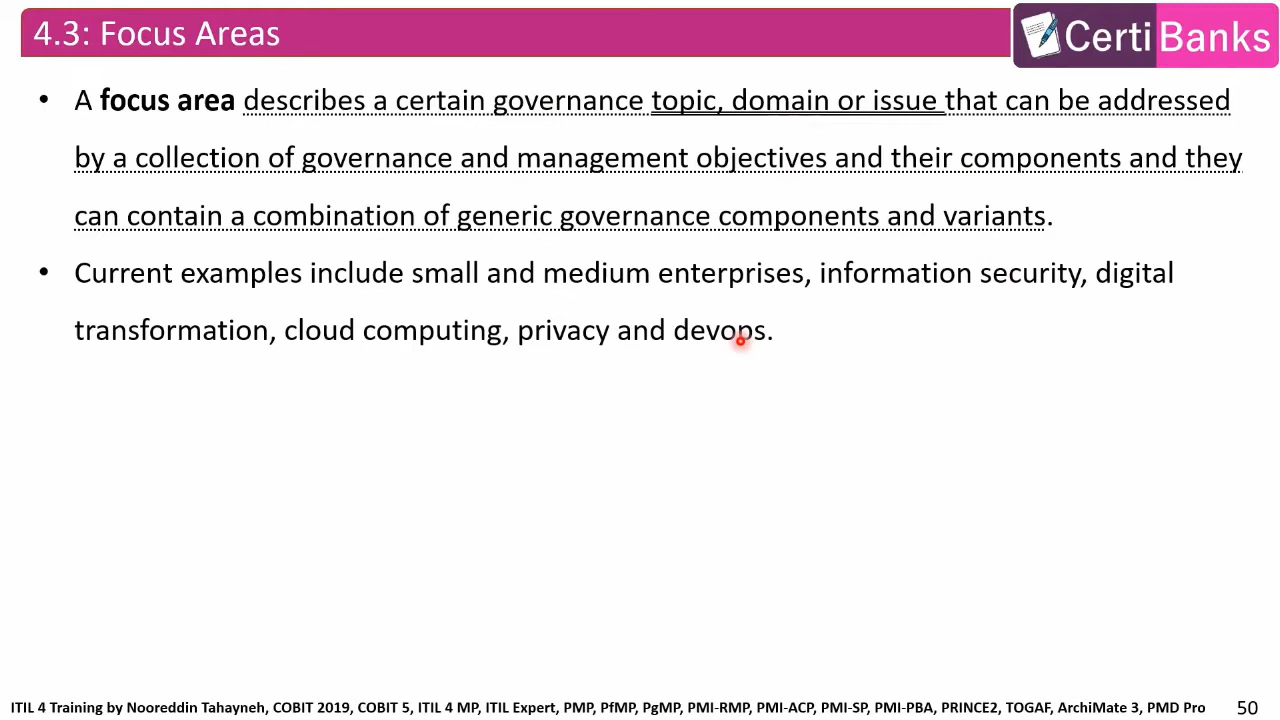 4.3: Focus Areas
CertiBanks
• A focus area describes a certain governance topic, domain or issue that can be addressed
by a collection of governance and management objectives and their components and they
can contain a combination of generic governance components and variants.
• Current examples include small and medium enterprises, information security, digital
transformation, cloud computing, privacy and devops.
ITIL 4 Training by Nooreddin Tahayneh, COBIT 2019, COBIT 5, ITIL 4 MP, ITIL Expert, PMP, PfMP, PgMP, PMI-RMP, PMI-ACP, PMI-SP, PMI-PBA, PRINCE2, TOGAF, ArchiMate 3, PMD Pro 50